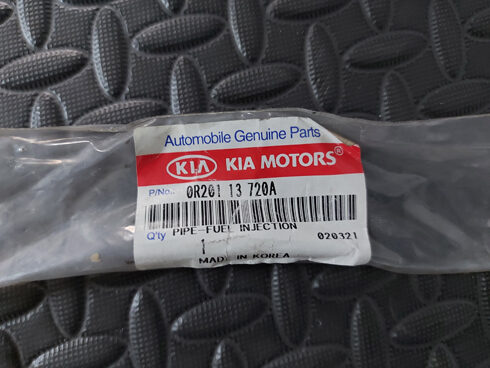 Automobile Genuine Parts
KIA KIA MOTORS®
P/No.: 0R201 13 720A
PIPE-FUEL INJECTION
Q'ty 1 020321
MADE IN KOREA